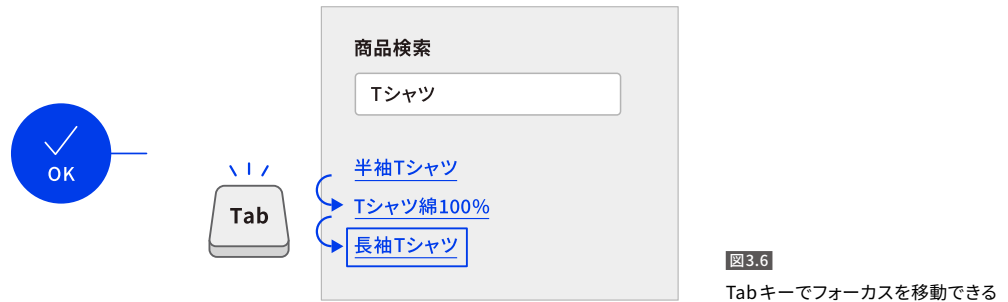 OK
Tab
商品検索
Tシャツ
半袖Tシャツ
Tシャツ綿100%
長袖Tシャツ
図3.6
Tabキーでフォーカスを移動できる